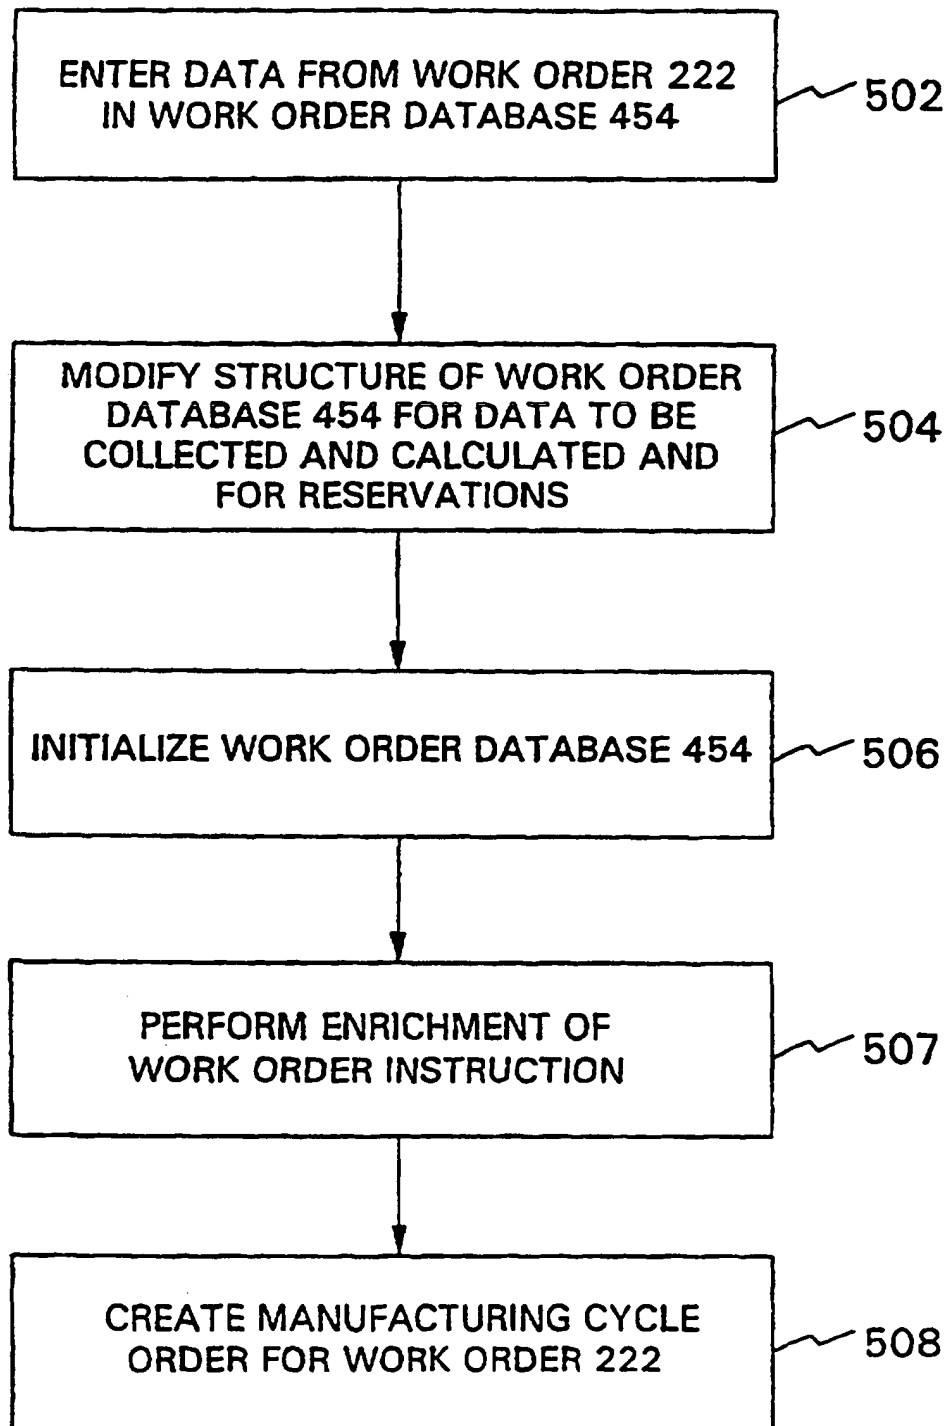 ENTER DATA FROM WORK ORDER 222
IN WORK ORDER DATABASE 454
502
MODIFY STRUCTURE OF WORK ORDER
DATABASE 454 FOR DATA TO BE
COLLECTED AND CALCULATED AND
FOR RESERVATIONS
504
INITIALIZE WORK ORDER DATABASE 454
506
PERFORM ENRICHMENT OF
WORK ORDER INSTRUCTION
507
CREATE MANUFACTURING CYCLE
ORDER FOR WORK ORDER 222
508